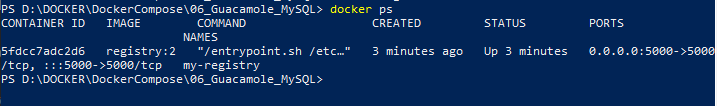 PS D:\DOCKER\DockerCompose\06_Guacamole_MySQL> docker ps
CONTAINER ID   IMAGE        COMMAND                  CREATED         STATUS         PORTS
                NAMES
5fdcc7adc2d6   registry:2   "/entrypoint.sh /etc…"   3 minutes ago   Up 3 minutes   0.0.0.0:5000->5000
/tcp, :::5000->5000/tcp   my-registry
PS D:\DOCKER\DockerCompose\06_Guacamole_MySQL>